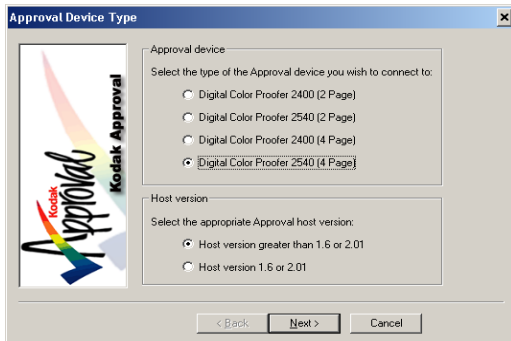 Approval Device Type
Kodak
Approval
Kodak Approval
Approval device
Select the type of the Approval device you wish to connect to:
Digital Color Proofer 2400 (2 Page)
Digital Color Proofer 2540 (2 Page)
Digital Color Proofer 2400 (4 Page)
Digital Color Proofer 2540 (4 Page)
Host version
Select the appropriate Approval host version:
Host version greater than 1.6 or 2.01
Host version 1.6 or 2.01
< Back
Next >
Cancel